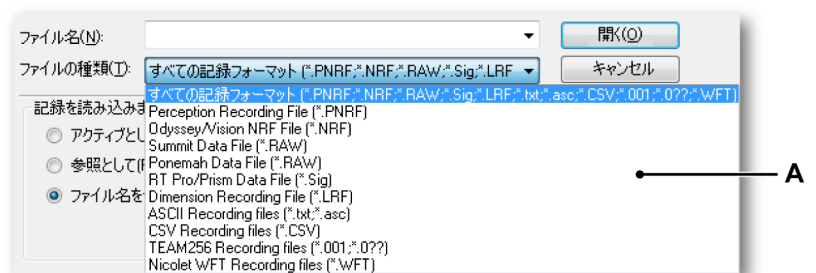 ファイル名(N):
開く(O)
ファイルの種類(T):
すべての記録フォーマット (*.PNRF;*.NRF;*.RAW;*.Sig;*.LRF
キャンセル
すべての記録フォーマット (*.PNRF;*.NRF;*.RAW;*.Sig;*.LRF;*.txt;*.asc;*.CSV;*.001;*.0??;*.WFT)
記録を読み込みま
Perception Recording File (*.PNRF)
Odyssey/Vision NRF File (*.NRF)
アクティブとし
Summit Data File (*.RAW)
Ponemah Data File (*.RAW)
参照として(
RT Pro/Prism Data File (*.Sig)
A
ファイル名を
Dimension Recording File (*.LRF)
ASCII Recording files (*.txt;*.asc)
CSV Recording files (*.CSV)
TEAM256 Recording files (*.001;*.0??)
Nicolet WFT Recording files (*.WFT)